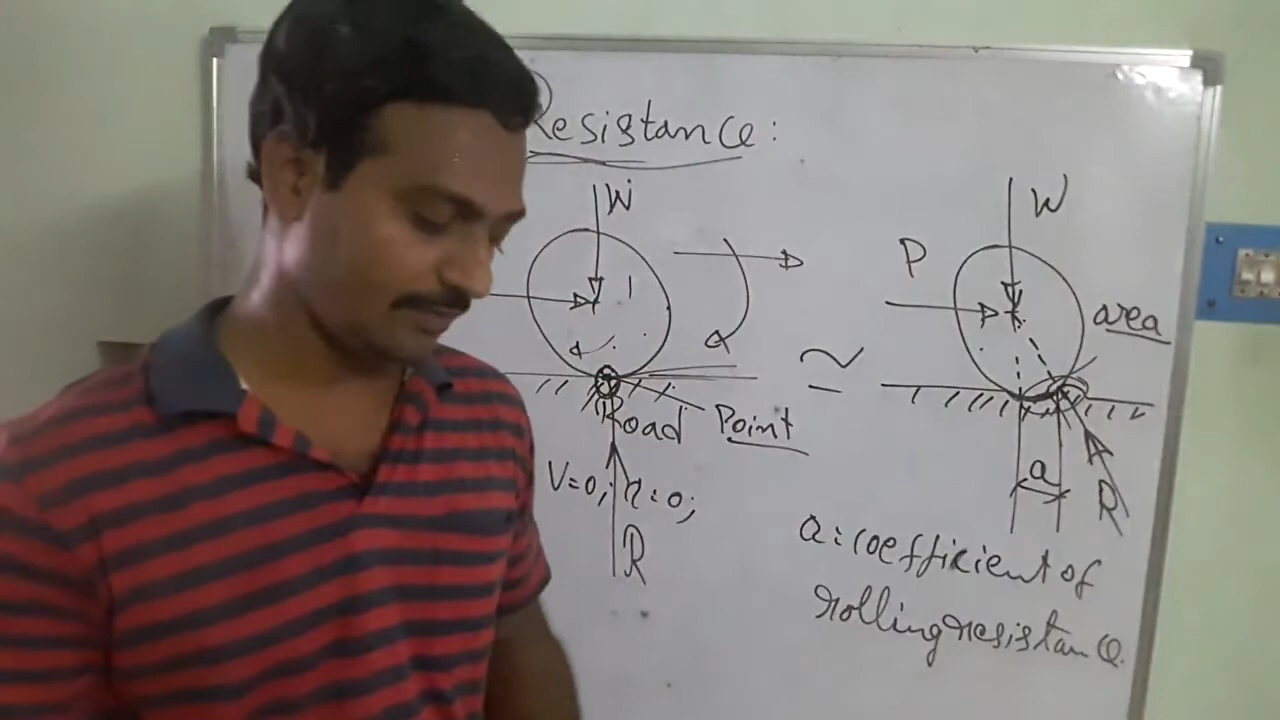 Resistance:
W
W
P
area
Road
Point
a
V=0; r=0;
R
R
a: coefficient of
rolling resistance.